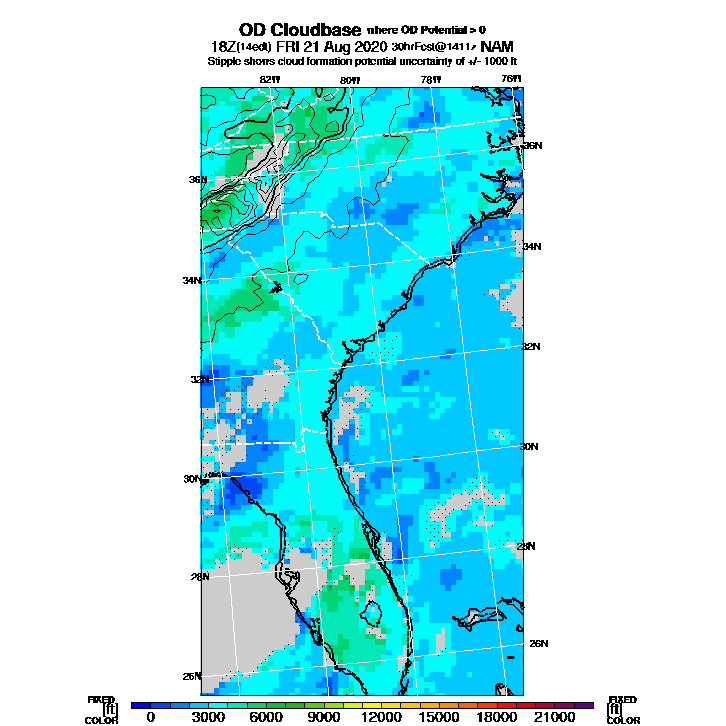 OD Cloudbase where OD Potential > 0
18Z(14edt) FRI 21 Aug 2020 30hrFcst@1411z NAM
Stipple shows cloud formation potential uncertainty of +/- 1000 ft
82W 80W 78W 76W
36N
36N
34N
34N
32N
32N
30N
30N
28N
28N
26N
26N
FIXED FIXED
[ft] [ft]
COLOR COLOR
0 3000 6000 9000 12000 15000 18000 21000